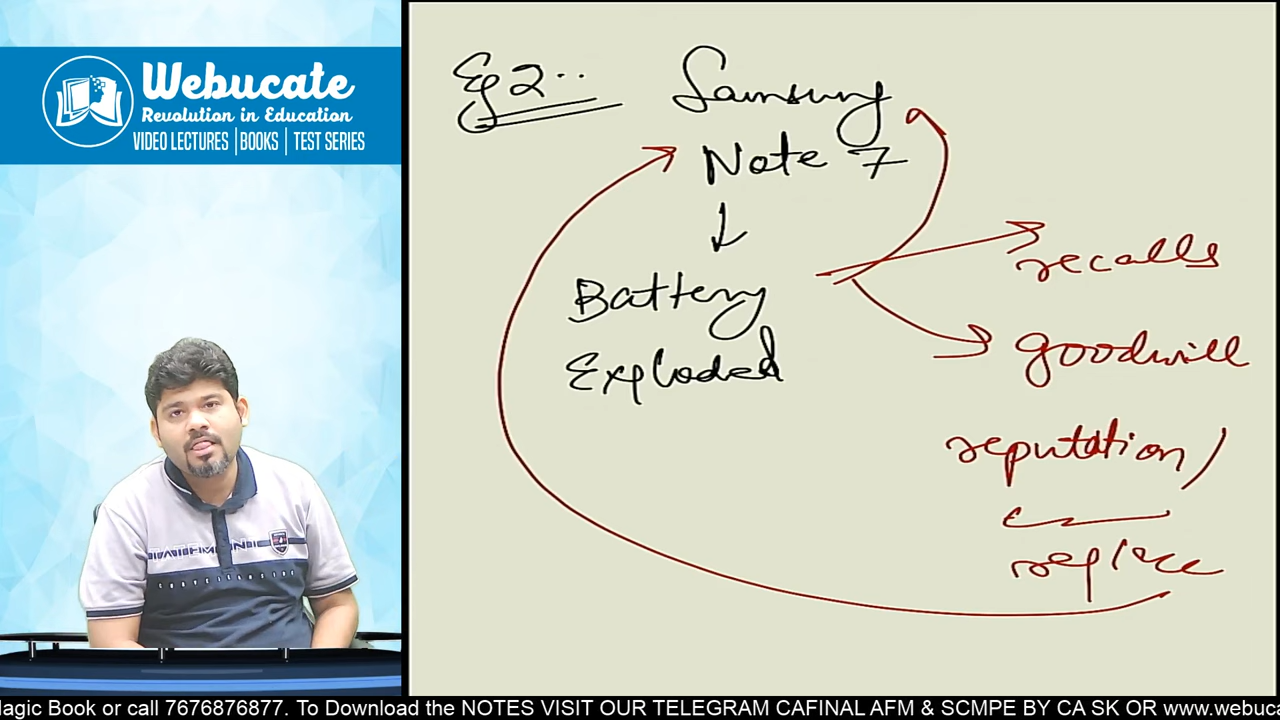 Webucate
Revolution in Education
VIDEO LECTURES | BOOKS | TEST SERIES
Eg 2..
Samsung
Note 7
Battery
Exploded
recalls
goodwill
reputation /
replace
lagic Book or call 7676876877. To Download the NOTES VISIT OUR TELEGRAM CAFINAL AFM & SCMPE BY CA SK OR www.webuca